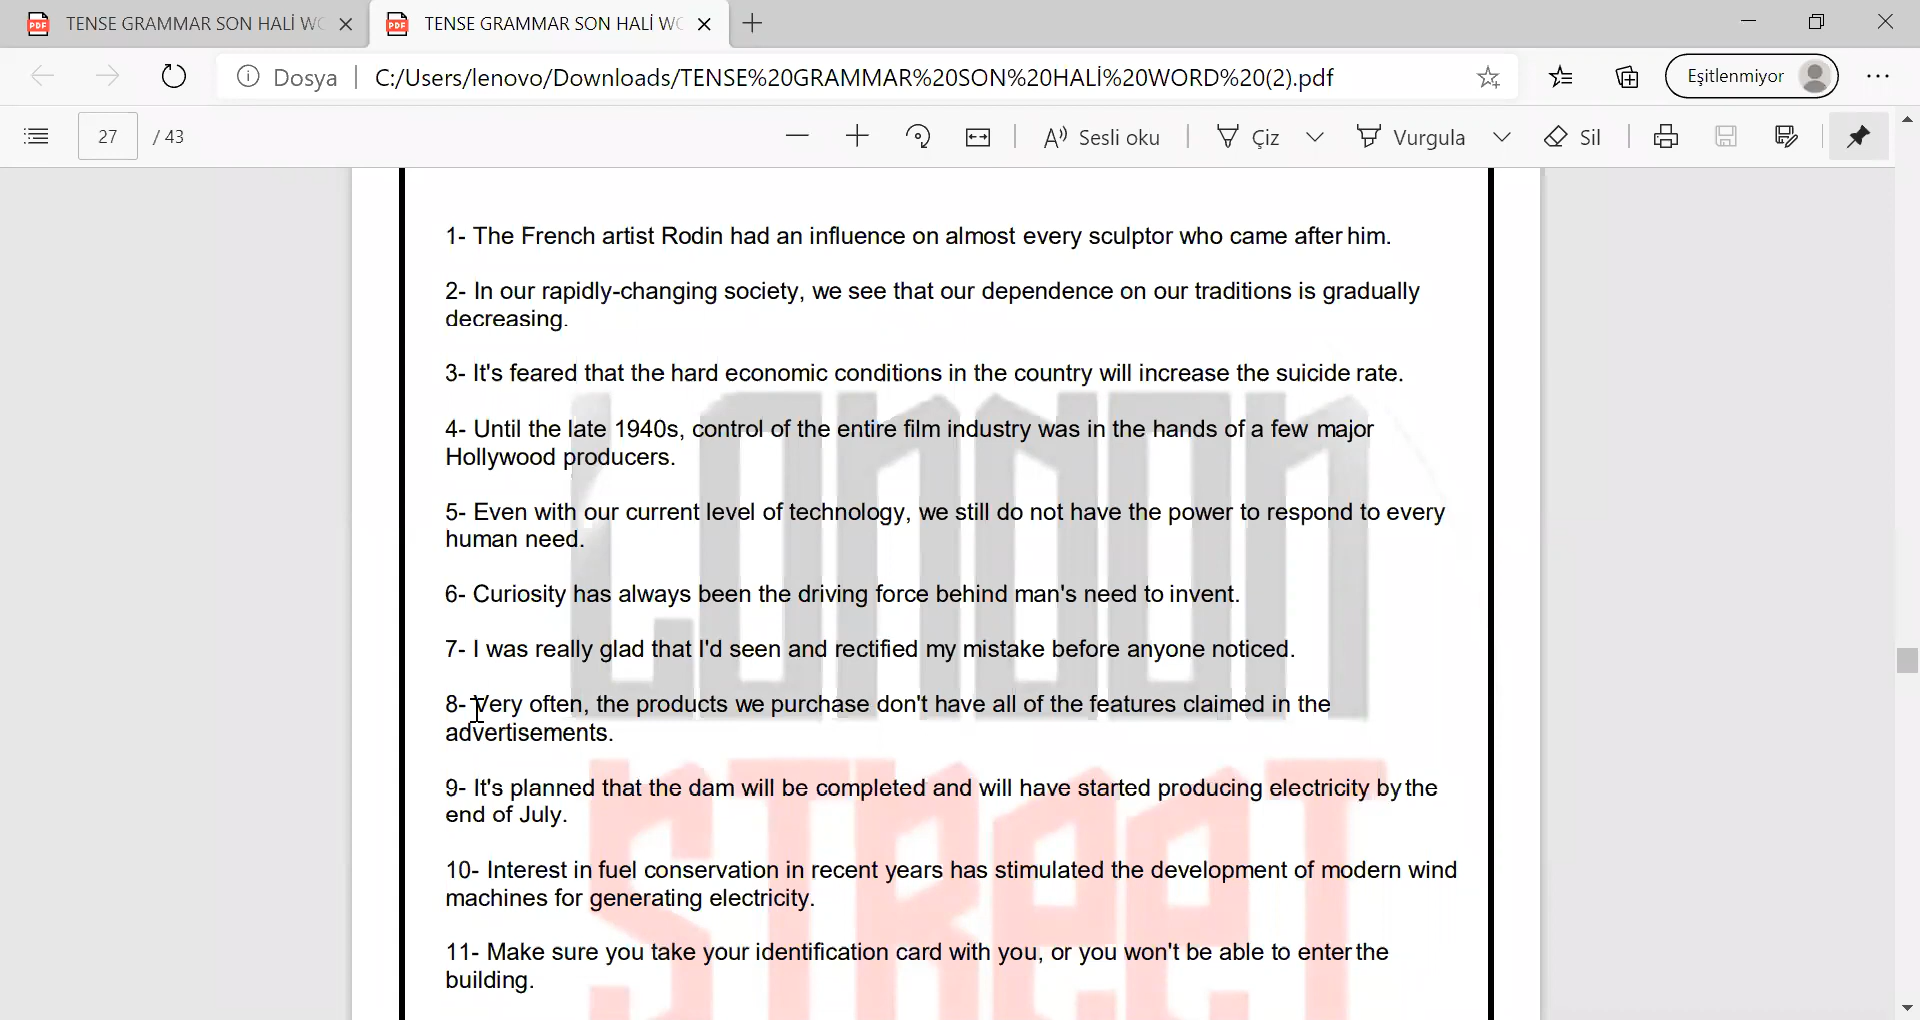 TENSE GRAMMAR SON HALİ WO
TENSE GRAMMAR SON HALİ WO
Dosya
C:/Users/lenovo/Downloads/TENSE%20GRAMMAR%20SON%20HALİ%20WORD%20(2).pdf
Eşitlenmiyor
27
/ 43
Sesli oku
Çiz
Vurgula
Sil
1- The French artist Rodin had an influence on almost every sculptor who came after him.
2- In our rapidly-changing society, we see that our dependence on our traditions is gradually
decreasing.
3- It's feared that the hard economic conditions in the country will increase the suicide rate.
4- Until the late 1940s, control of the entire film industry was in the hands of a few major
Hollywood producers.
5- Even with our current level of technology, we still do not have the power to respond to every
human need.
6- Curiosity has always been the driving force behind man's need to invent.
7- I was really glad that I'd seen and rectified my mistake before anyone noticed.
8- Very often, the products we purchase don't have all of the features claimed in the
advertisements.
9- It's planned that the dam will be completed and will have started producing electricity by the
end of July.
10- Interest in fuel conservation in recent years has stimulated the development of modern wind
machines for generating electricity.
11- Make sure you take your identification card with you, or you won't be able to enter the
building.
LONDON
STREET